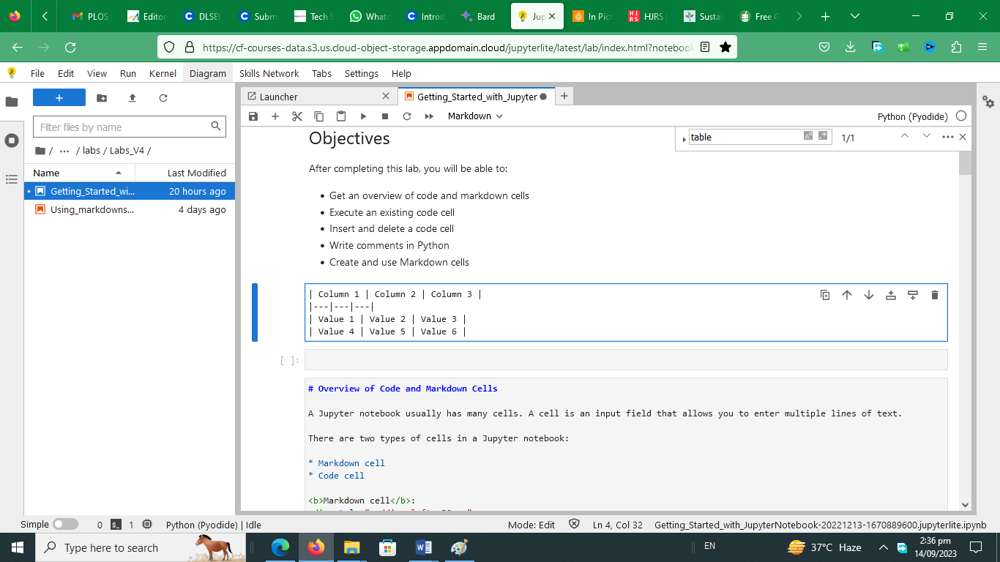 PLOS Editor DLSEI Submi Tech S Whats Introd Bard Jup In Pict HJRS Sustai Free G
https://cf-courses-data.s3.us.cloud-object-storage.appdomain.cloud/jupyterlite/latest/lab/index.html?notebook
File Edit View Run Kernel Diagram Skills Network Tabs Settings Help
+
Filter files by name
/ ··· / labs / Labs_V4 /
Name Last Modified
Getting_Started_wi... 20 hours ago
Using_markdowns... 4 days ago
Launcher Getting_Started_with_Jupyter
Markdown Python (Pyodide)
table 1/1
Objectives
After completing this lab, you will be able to:
• Get an overview of code and markdown cells
• Execute an existing code cell
• Insert and delete a code cell
• Write comments in Python
• Create and use Markdown cells
| Column 1 | Column 2 | Column 3 |
|---|---|---|
| Value 1 | Value 2 | Value 3 |
| Value 4 | Value 5 | Value 6 |
[ ]:
# Overview of Code and Markdown Cells
A Jupyter notebook usually has many cells. A cell is an input field that allows you to enter multiple lines of text.
There are two types of cells in a Jupyter notebook:
* Markdown cell
* Code cell
<b>Markdown cell</b>:
Simple 0 1 Python (Pyodide) | Idle Mode: Edit Ln 4, Col 32 Getting_Started_with_JupyterNotebook-20221213-1670889600.jupyterlite.ipynb
Type here to search EN 37°C Haze 2:36 pm
14/09/2023